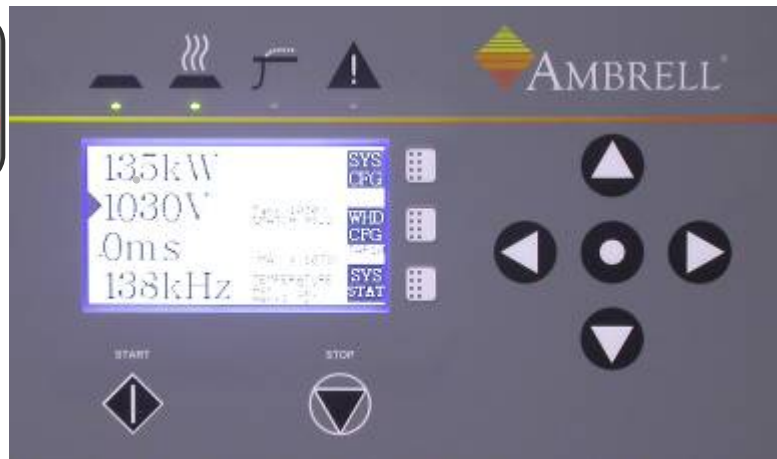 AMBRELL
13.5kW
SYS
CFG
1030V
WHD
CFG
0ms
138kHz
SYS
STAT
START
STOP